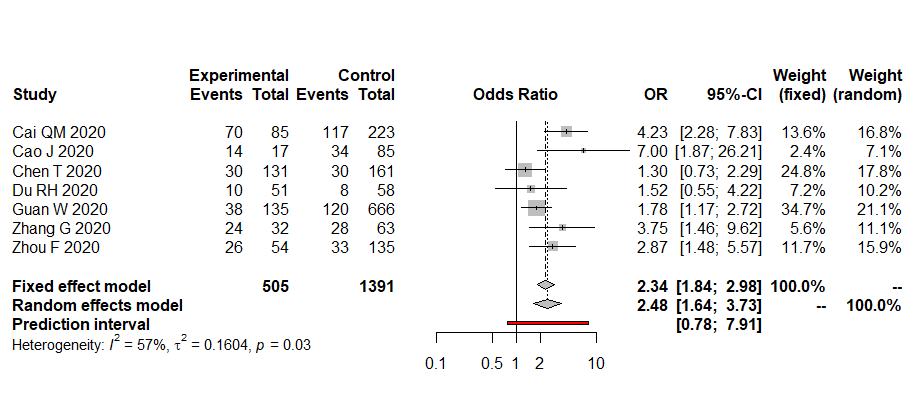 Experimental Control Weight Weight
Study Events Total Events Total Odds Ratio OR 95%-CI (fixed) (random)
Cai QM 2020 70 85 117 223 4.23 [2.28; 7.83] 13.6% 16.8%
Cao J 2020 14 17 34 85 7.00 [1.87; 26.21] 2.4% 7.1%
Chen T 2020 30 131 30 161 1.30 [0.73; 2.29] 24.8% 17.8%
Du RH 2020 10 51 8 58 1.52 [0.55; 4.22] 7.2% 10.2%
Guan W 2020 38 135 120 666 1.78 [1.17; 2.72] 34.7% 21.1%
Zhang G 2020 24 32 28 63 3.75 [1.46; 9.62] 5.6% 11.1%
Zhou F 2020 26 54 33 135 2.87 [1.48; 5.57] 11.7% 15.9%
Fixed effect model 505 1391 2.34 [1.84; 2.98] 100.0% --
Random effects model 2.48 [1.64; 3.73] -- 100.0%
Prediction interval [0.78; 7.91]
Heterogeneity: I² = 57%, τ² = 0.1604, p = 0.03
0.1 0.5 1 2 10